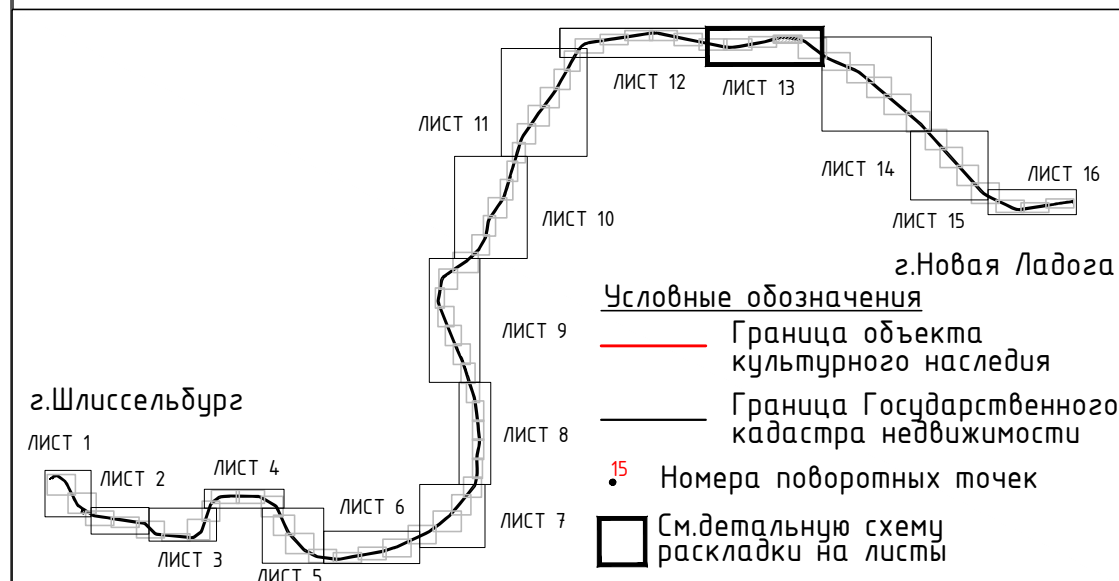 ЛИСТ 12
ЛИСТ 13
ЛИСТ 11
ЛИСТ 14
ЛИСТ 16
ЛИСТ 10
ЛИСТ 15
г.Новая Ладога
Условные обозначения
ЛИСТ 9
Граница объекта
культурного наследия
г.Шлиссельбург
Граница Государственного
кадастра недвижимости
ЛИСТ 1
ЛИСТ 8
ЛИСТ 2
ЛИСТ 4
15
Номера поворотных точек
ЛИСТ 6
ЛИСТ 7
См.детальную схему
раскладки на листы
ЛИСТ 3
ЛИСТ 5